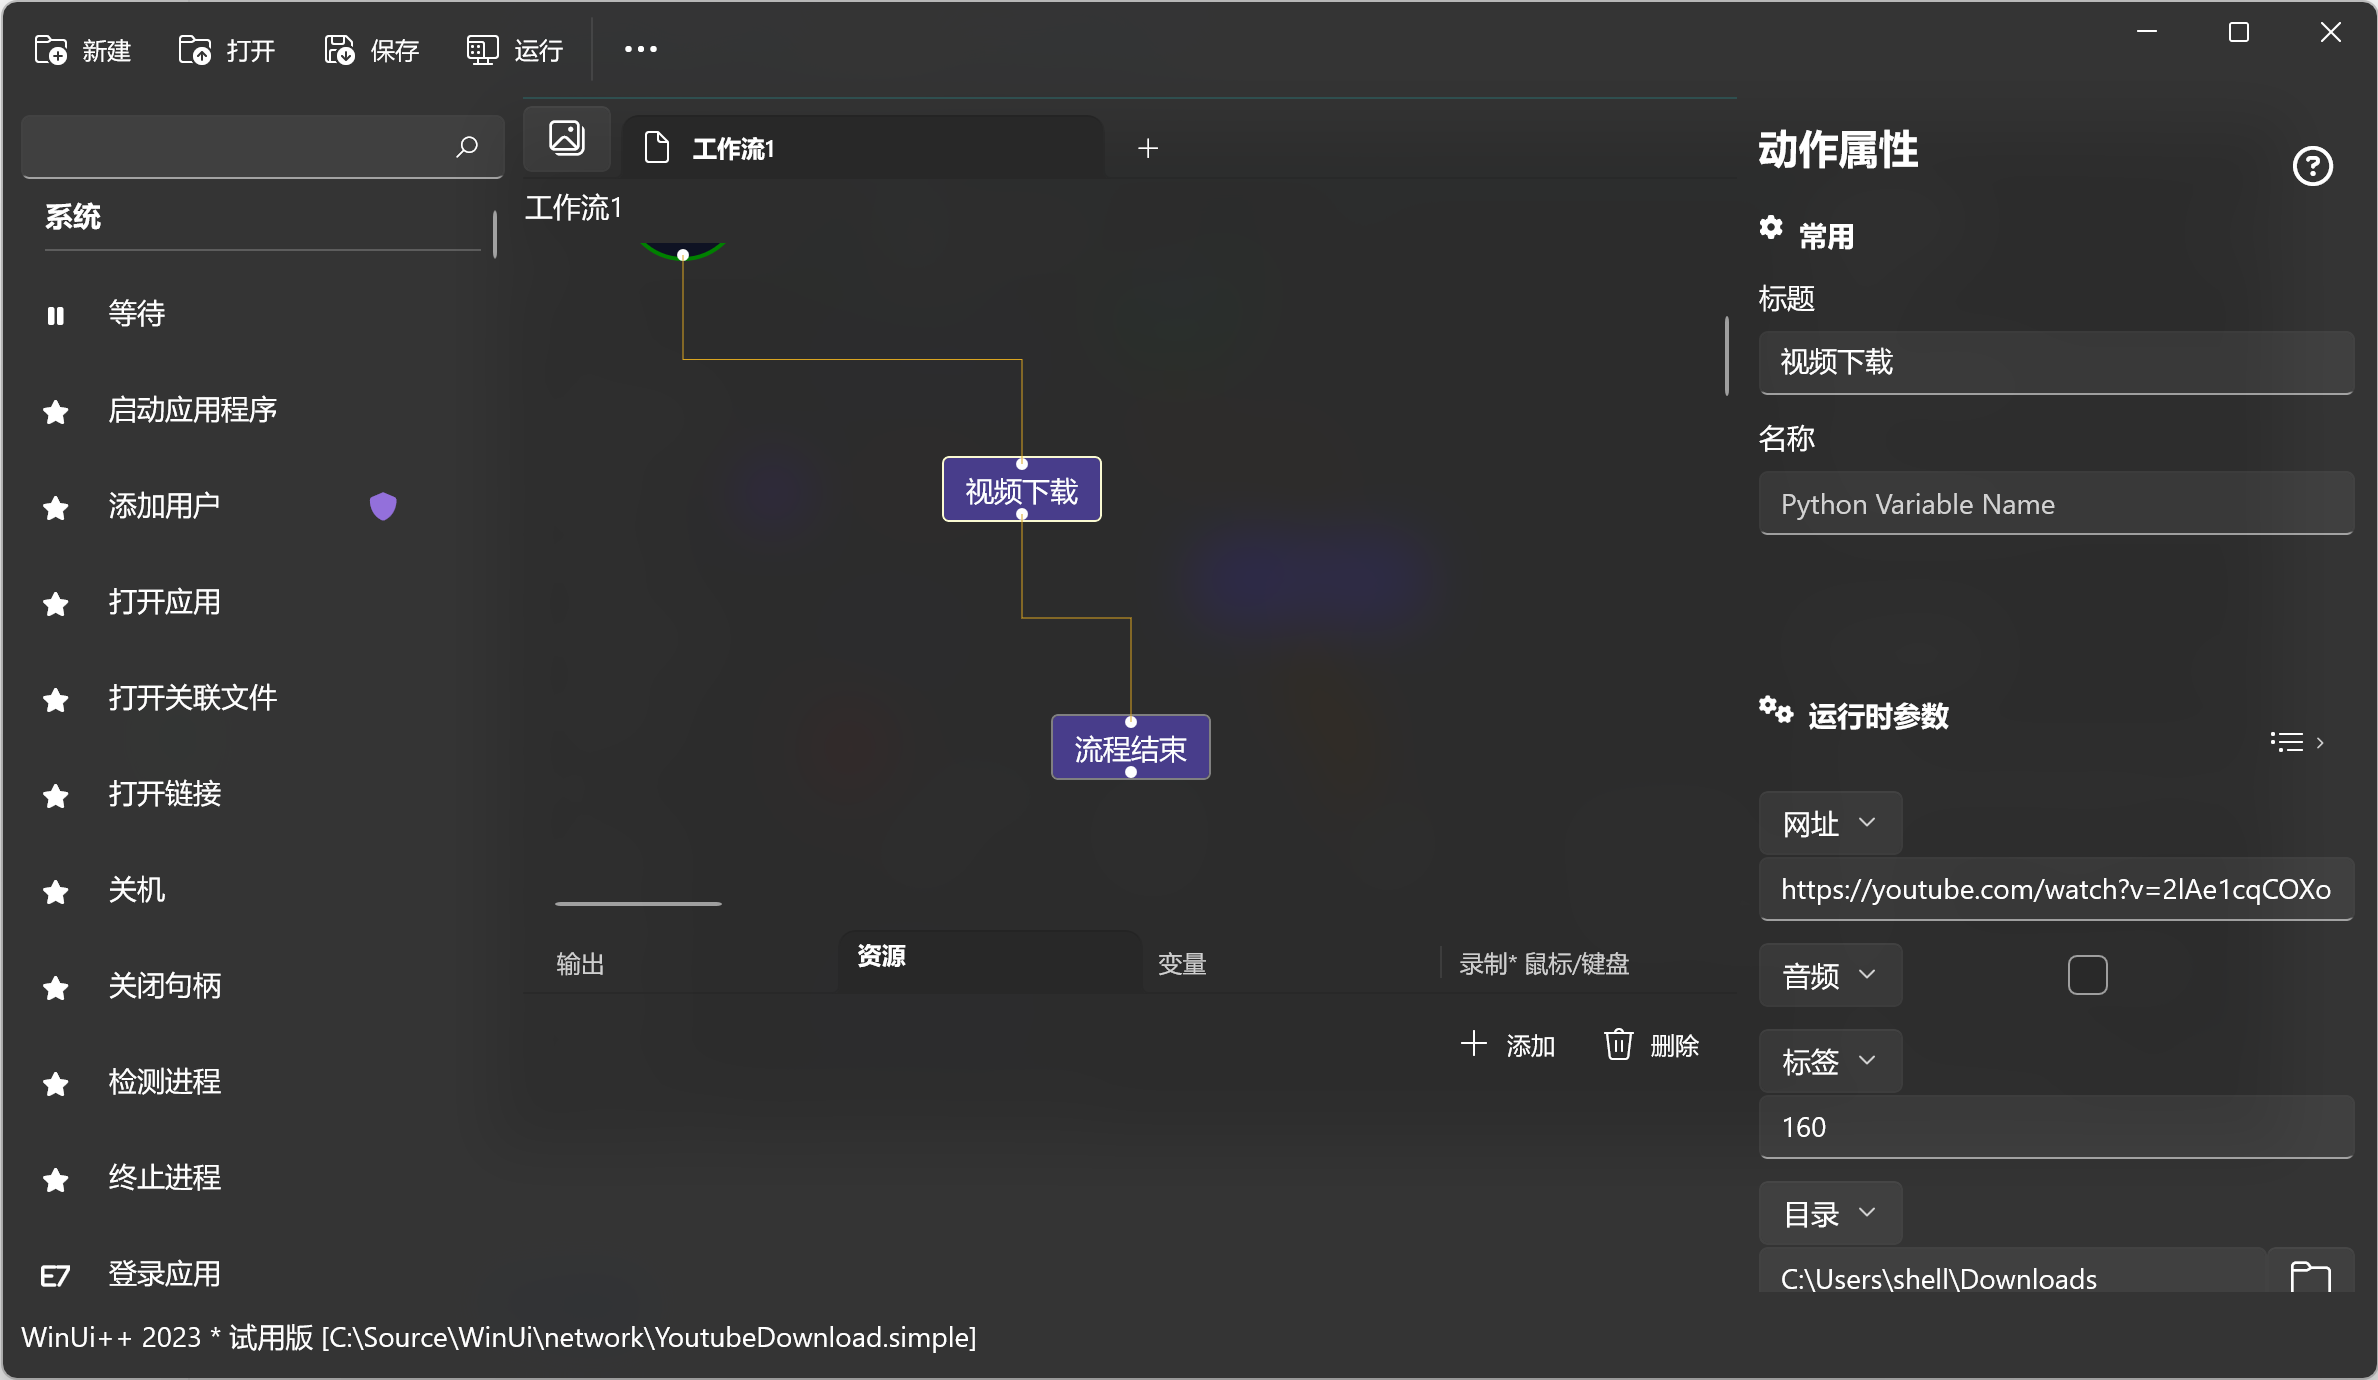 新建 打开 保存 运行
工作流1
工作流1
系统
等待
启动应用程序
添加用户
打开应用
打开关联文件
打开链接
关机
关闭句柄
检测进程
终止进程
登录应用
视频下载
流程结束
输出 资源 变量 录制* 鼠标/键盘
添加 删除
动作属性
常用
标题
视频下载
名称
Python Variable Name
运行时参数
网址
https://youtube.com/watch?v=2lAe1cqCOXo
音频
标签
160
目录
C:\Users\shell\Downloads
WinUi++ 2023 * 试用版 [C:\Source\WinUi\network\YoutubeDownload.simple]